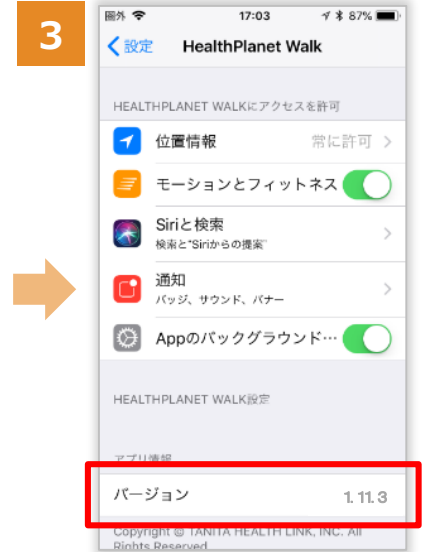 3
圏外 17:03 87%
設定 HealthPlanet Walk
HEALTHPLANET WALKにアクセスを許可
位置情報 常に許可
モーションとフィットネス
Siriと検索
検索と"Siriからの提案"
通知
バッジ、サウンド、バナー
Appのバックグラウンド…
HEALTHPLANET WALK設定
アプリ情報
バージョン 1.11.3
Copyright © TANITA HEALTH LINK, INC. All
Rights Reserved